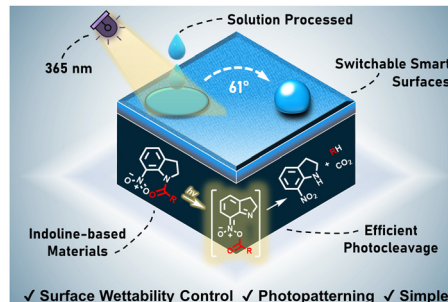 Solution Processed
365 nm
Switchable Smart
Surfaces
61°
N
O
N
O
O
R
hν
N
N
O
O
O
R
N
H
NO2
+
RH
CO2
Indoline-based
Materials
Efficient
Photocleavage
✓ Surface Wettability Control ✓ Photopatterning ✓ Simple